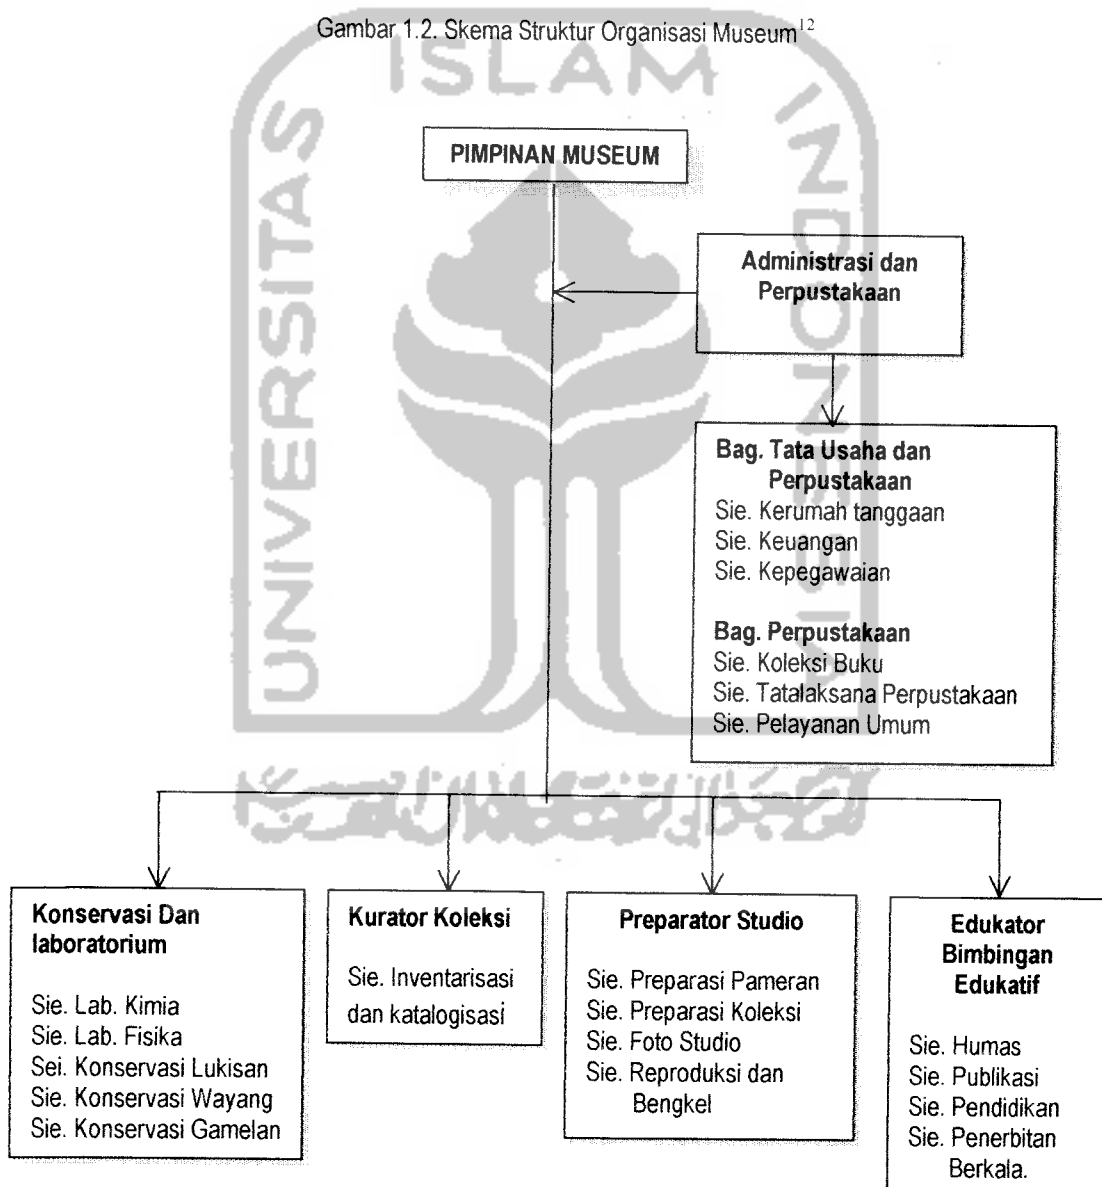 Gambar 1.2. Skema Struktur Organisasi Museum12
UNIVERSITAS
ISLAM
INDONESIA
PIMPINAN MUSEUM
Administrasi dan
Perpustakaan
Bag. Tata Usaha dan
Perpustakaan
Sie. Kerumah tanggaan
Sie. Keuangan
Sie. Kepegawaian
Bag. Perpustakaan
Sie. Koleksi Buku
Sie. Tatalaksana Perpustakaan
Sie. Pelayanan Umum
Konservasi Dan
laboratorium
Sie. Lab. Kimia
Sie. Lab. Fisika
Sei. Konservasi Lukisan
Sie. Konservasi Wayang
Sie. Konservasi Gamelan
Kurator Koleksi
Sie. Inventarisasi
dan katalogisasi
Preparator Studio
Sie. Preparasi Pameran
Sie. Preparasi Koleksi
Sie. Foto Studio
Sie. Reproduksi dan
Bengkel
Edukator
Bimbingan
Edukatif
Sie. Humas
Sie. Publikasi
Sie. Pendidikan
Sie. Penerbitan
Berkala.